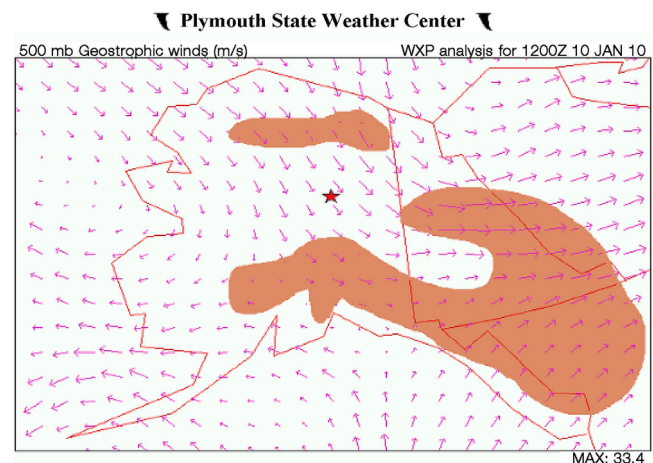 Plymouth State Weather Center
500 mb Geostrophic winds (m/s) WXP analysis for 1200Z 10 JAN 10
MAX: 33.4